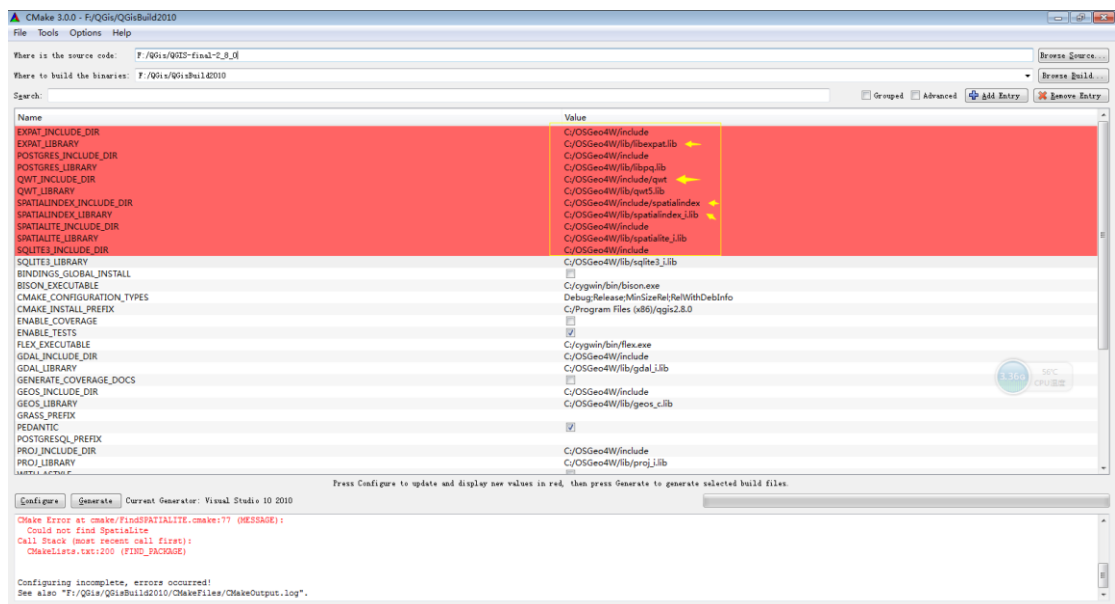 CMake 3.0.0 - F:/QGis/QGisBuild2010
File Tools Options Help
Where is the source code: F:/QGis/QGIS-final-2_8_0
Browse Source...
Where to build the binaries: F:/QGis/QGisBuild2010
Browse Build...
Search:
Grouped Advanced Add Entry Remove Entry
Name Value
EXPAT_INCLUDE_DIR C:/OSGeo4W/include
EXPAT_LIBRARY C:/OSGeo4W/lib/libexpat.lib
POSTGRES_INCLUDE_DIR C:/OSGeo4W/include
POSTGRES_LIBRARY C:/OSGeo4W/lib/libpq.lib
QWT_INCLUDE_DIR C:/OSGeo4W/include/qwt
QWT_LIBRARY C:/OSGeo4W/lib/qwt5.lib
SPATIALINDEX_INCLUDE_DIR C:/OSGeo4W/include/spatialindex
SPATIALINDEX_LIBRARY C:/OSGeo4W/lib/spatialindex_i.lib
SPATIALITE_INCLUDE_DIR C:/OSGeo4W/include
SPATIALITE_LIBRARY C:/OSGeo4W/lib/spatialite_i.lib
SQLITE3_INCLUDE_DIR C:/OSGeo4W/include
SQLITE3_LIBRARY C:/OSGeo4W/lib/sqlite3_i.lib
BINDINGS_GLOBAL_INSTALL
BISON_EXECUTABLE C:/cygwin/bin/bison.exe
CMAKE_CONFIGURATION_TYPES Debug;Release;MinSizeRel;RelWithDebInfo
CMAKE_INSTALL_PREFIX C:/Program Files (x86)/qgis2.8.0
ENABLE_COVERAGE
ENABLE_TESTS
FLEX_EXECUTABLE C:/cygwin/bin/flex.exe
GDAL_INCLUDE_DIR C:/OSGeo4W/include
GDAL_LIBRARY C:/OSGeo4W/lib/gdal_i.lib
GENERATE_COVERAGE_DOCS
GEOS_INCLUDE_DIR C:/OSGeo4W/include
GEOS_LIBRARY C:/OSGeo4W/lib/geos_c.lib
GRASS_PREFIX
PEDANTIC
POSTGRESQL_PREFIX
PROJ_INCLUDE_DIR C:/OSGeo4W/include
PROJ_LIBRARY C:/OSGeo4W/lib/proj_i.lib
WITH_ASTYLE
56℃
CPU温度
Press Configure to update and display new values in red, then press Generate to generate selected build files.
Configure Generate Current Generator: Visual Studio 10 2010
CMake Error at cmake/FindSPATIALITE.cmake:77 (MESSAGE):
Could not find SpatiaLite
Call Stack (most recent call first):
CMakeLists.txt:200 (FIND_PACKAGE)
Configuring incomplete, errors occurred!
See also "F:/QGis/QGisBuild2010/CMakeFiles/CMakeOutput.log".